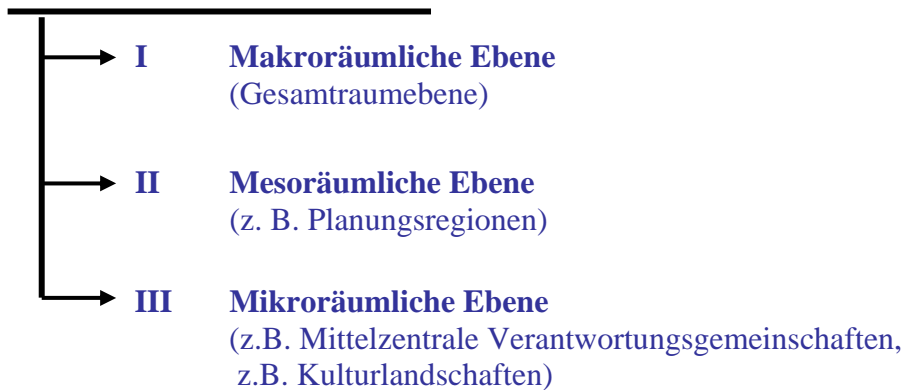 I Makroräumliche Ebene
(Gesamtraumebene)
II Mesoräumliche Ebene
(z. B. Planungsregionen)
III Mikroräumliche Ebene
(z.B. Mittelzentrale Verantwortungsgemeinschaften,
z.B. Kulturlandschaften)